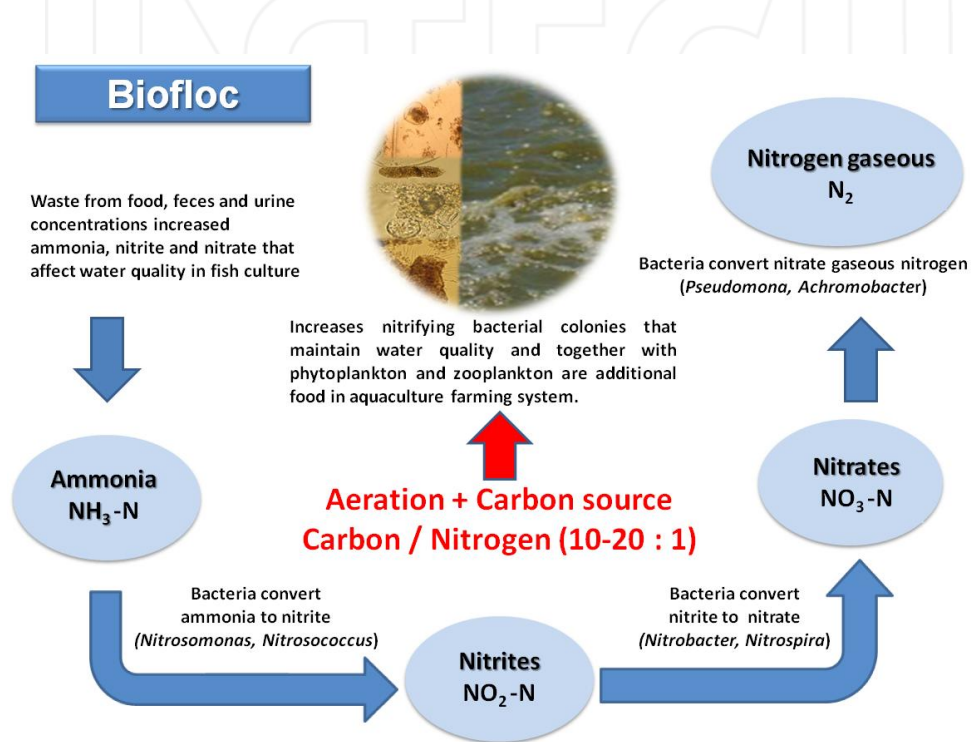 Biofloc
Waste from food, feces and urine
concentrations increased
ammonia, nitrite and nitrate that
affect water quality in fish culture
Ammonia
NH₃-N
Bacteria convert
ammonia to nitrite
(Nitrosomonas, Nitrosococcus)
Nitrites
NO₂-N
Bacteria convert
nitrite to nitrate
(Nitrobacter, Nitrospira)
Nitrates
NO₃-N
Bacteria convert nitrate gaseous nitrogen
(Pseudomona, Achromobacter)
Nitrogen gaseous
N₂
Increases nitrifying bacterial colonies that
maintain water quality and together with
phytoplankton and zooplankton are additional
food in aquaculture farming system.
Aeration + Carbon source
Carbon / Nitrogen (10-20 : 1)